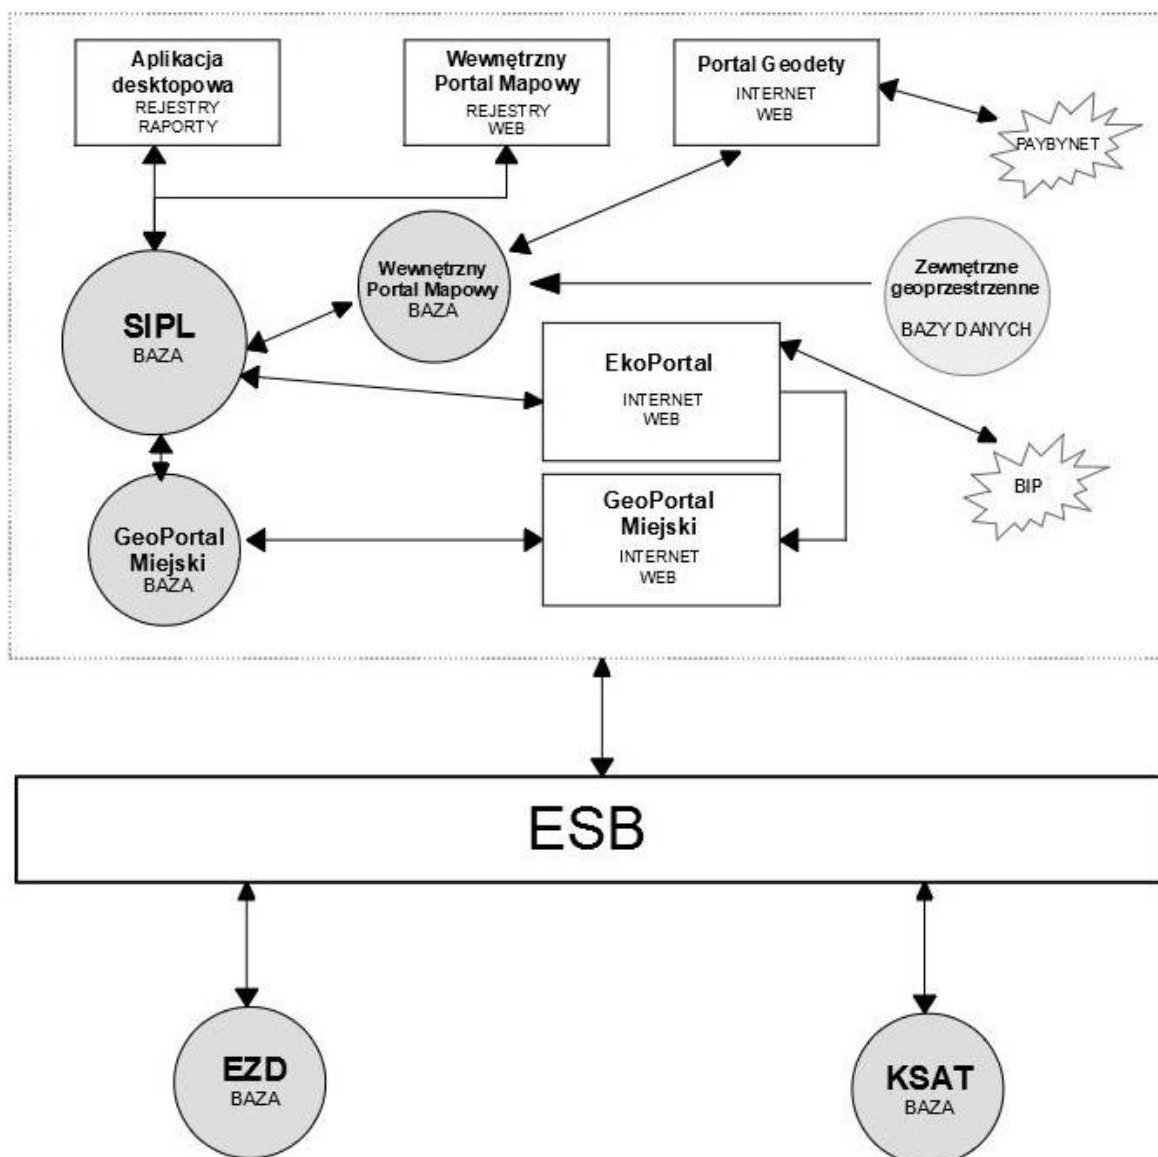 Aplikacja
desktopowa
REJESTRY
RAPORTY
Wewnętrzny
Portal Mapowy
REJESTRY
WEB
Portal Geodety
INTERNET
WEB
PAYBYNET
Wewnętrzny
Portal Mapowy
BAZA
Zewnętrzne
geoprzestrzenne
BAZY DANYCH
SIPL
BAZA
EkoPortal
INTERNET
WEB
BIP
GeoPortal
Miejski
BAZA
GeoPortal
Miejski
INTERNET
WEB
ESB
EZD
BAZA
KSAT
BAZA